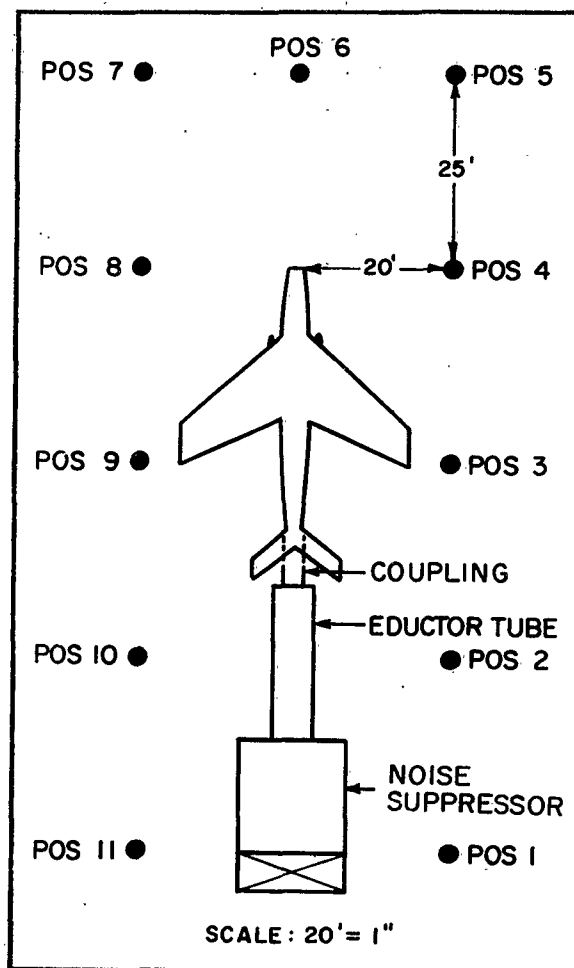 POS 6
POS 7
POS 5
25'
POS 8
20'
POS 4
POS 9
POS 3
COUPLING
EDUCTOR TUBE
POS 10
POS 2
NOISE
SUPPRESSOR
POS 11
POS 1
SCALE: 20' = 1"